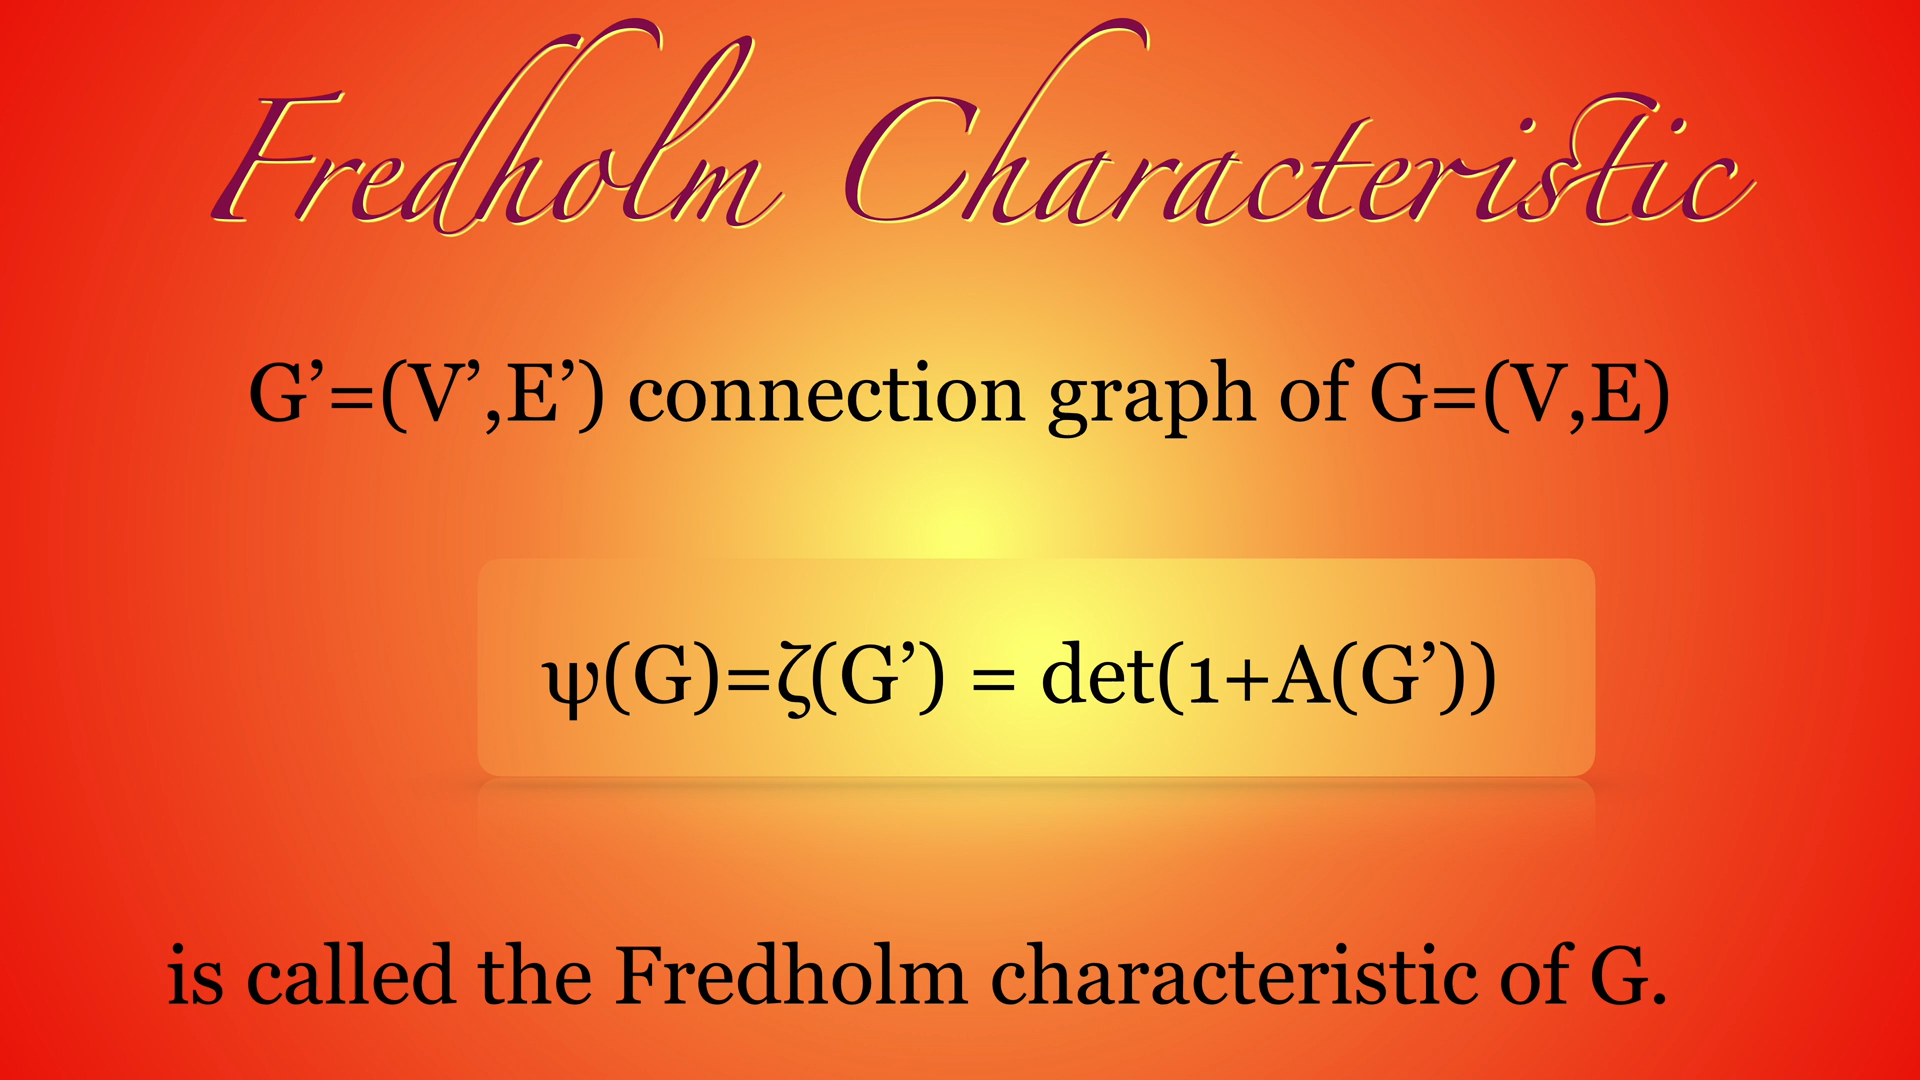 Fredholm Characteristic
G’=(V’,E’) connection graph of G=(V,E)
ψ(G)=ζ(G’) = det(1+A(G’))
is called the Fredholm characteristic of G.